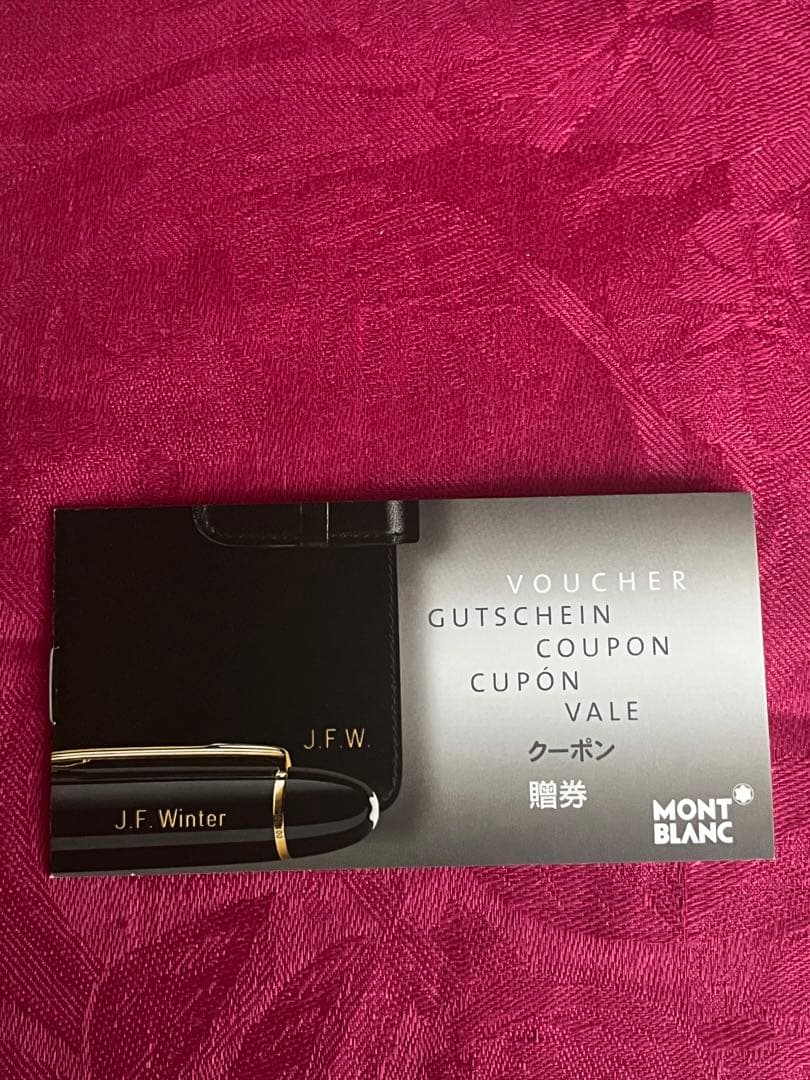 VOUCHER
GUTSCHEIN
COUPON
CUPÓN
VALE
クーポン
贈券
J.F.W.
J.F. Winter
MONT
BLANC